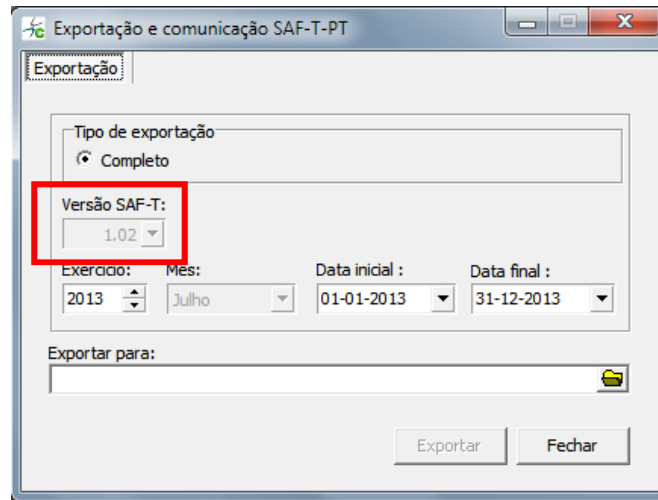 Exportação e comunicação SAF-T-PT
Exportação
Tipo de exportação
Completo
Versão SAF-T:
1.02
Exercício: Mês: Data inicial : Data final :
2013 Julho 01-01-2013 31-12-2013
Exportar para:
Exportar Fechar